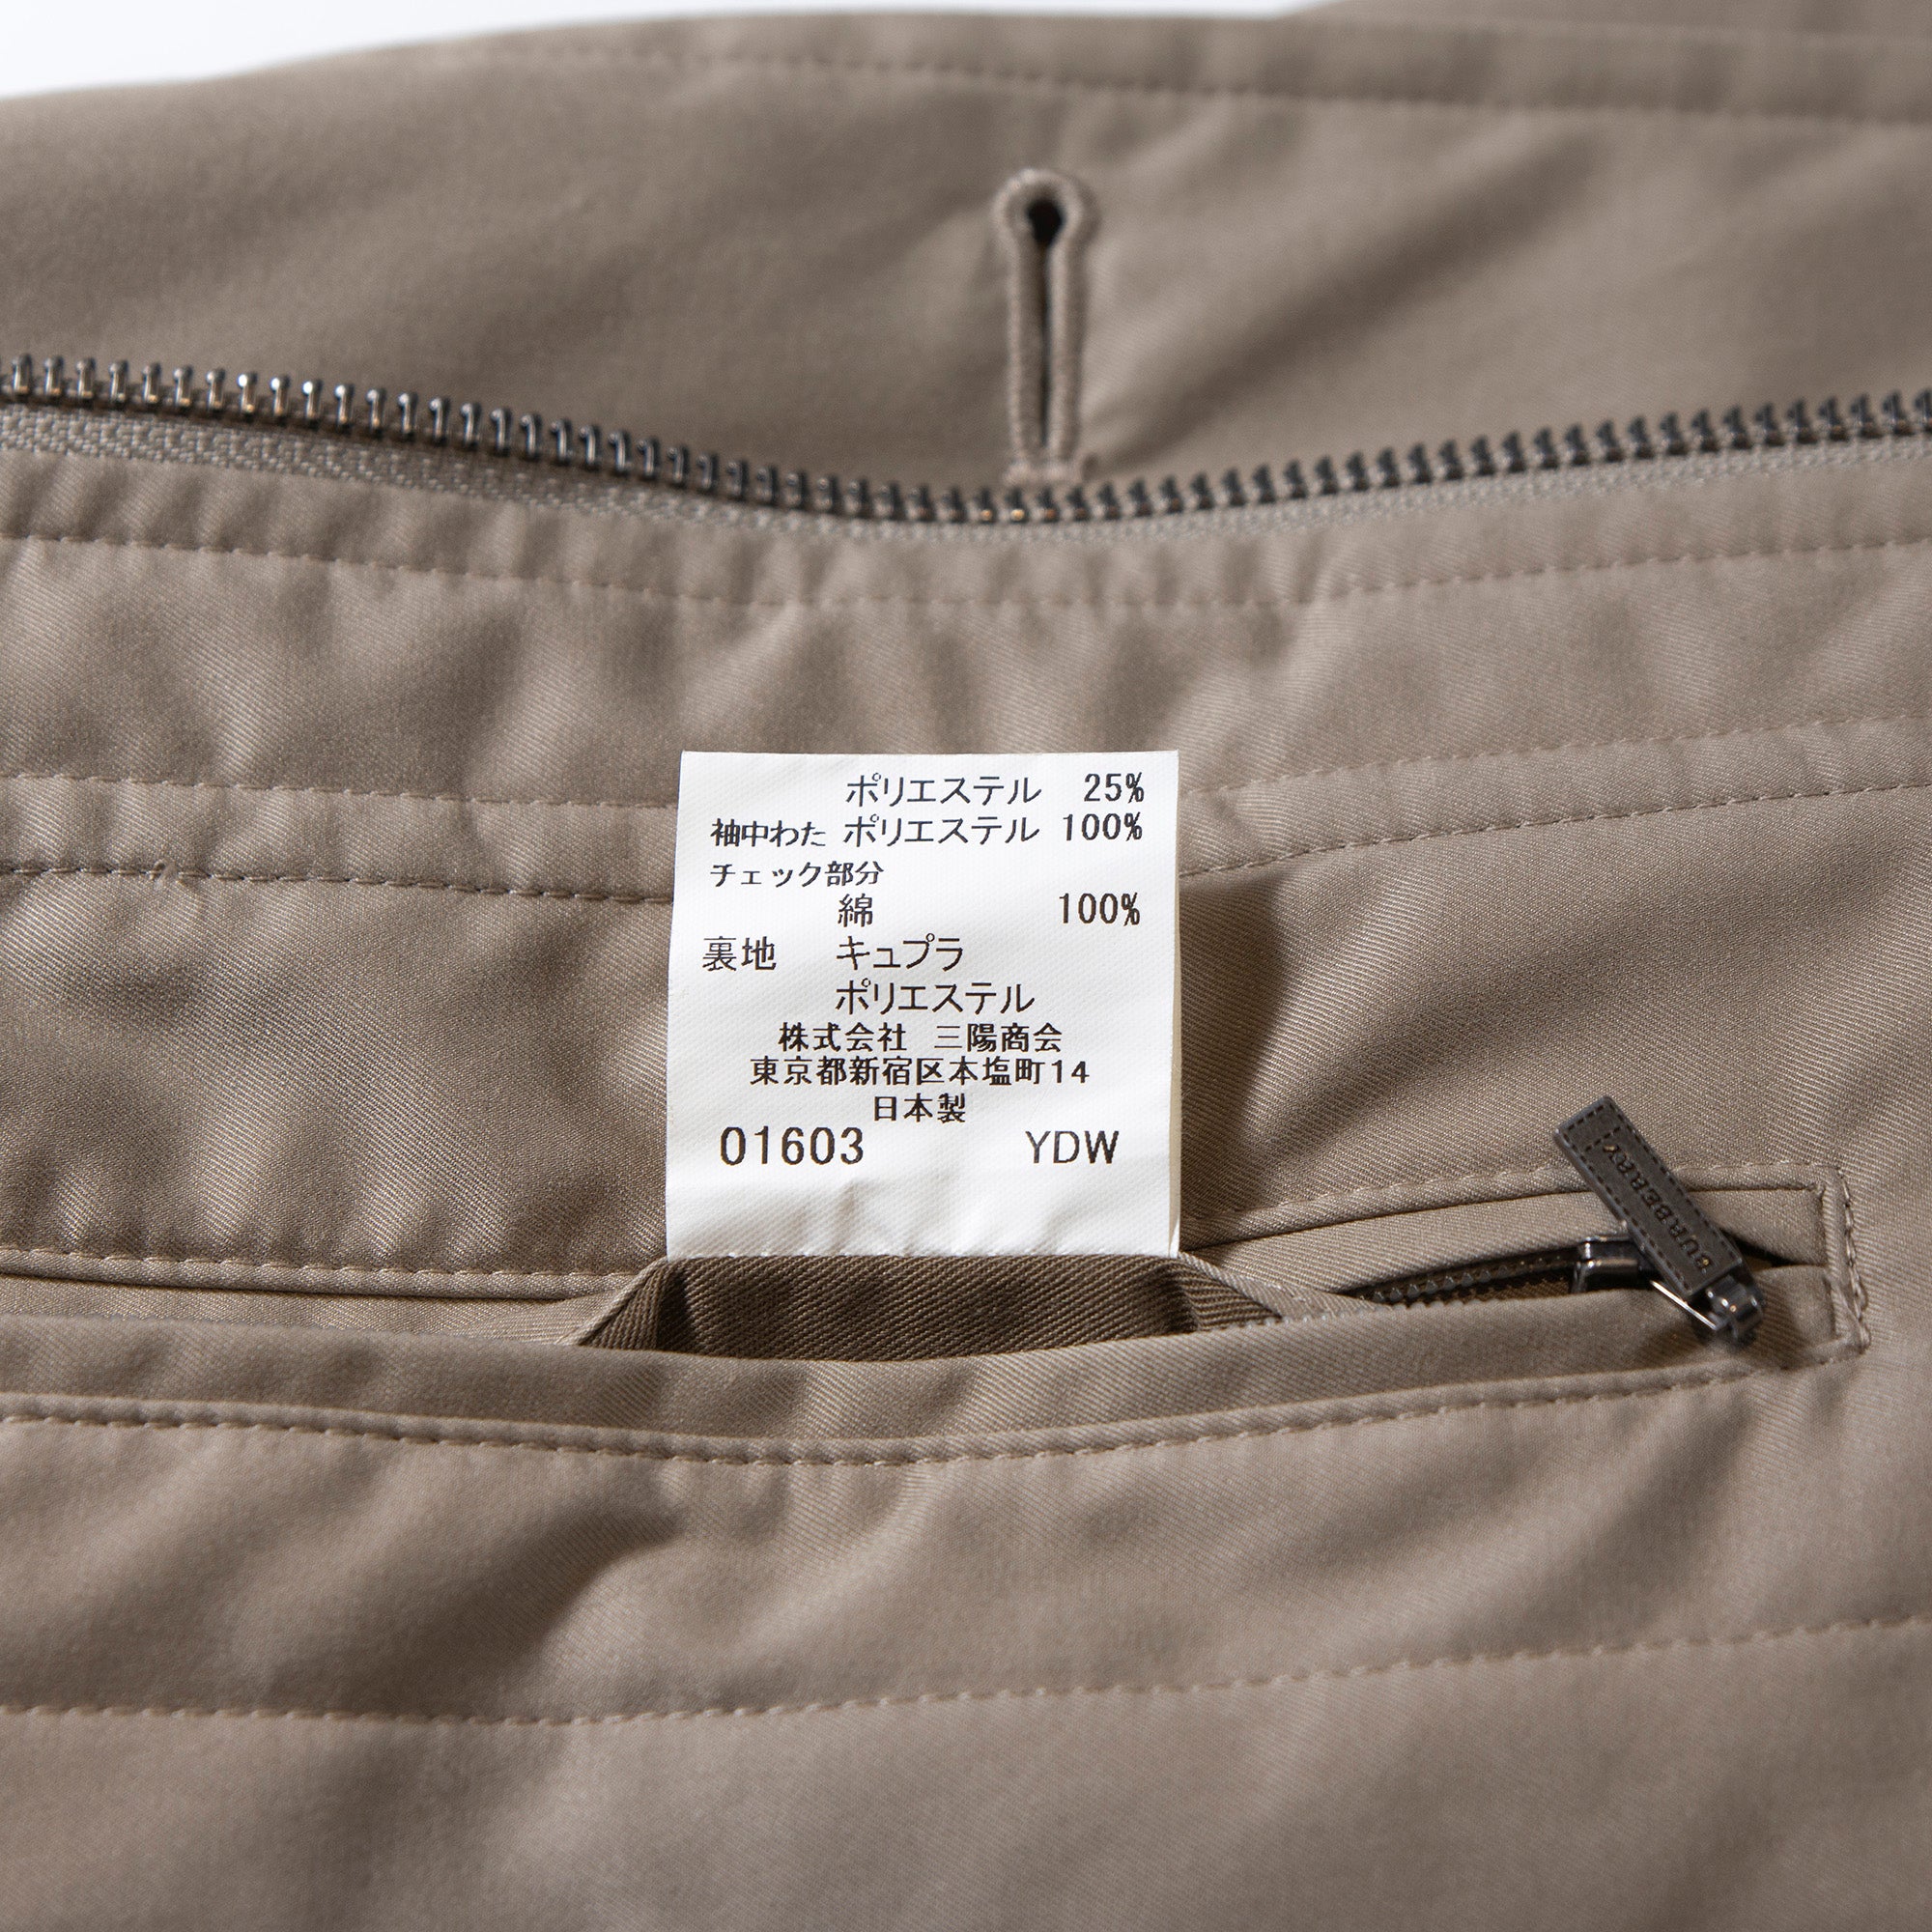 ポリエステル 25%
袖中わた ポリエステル 100%
チェック部分
綿 100%
裏地 キュプラ
ポリエステル
株式会社 三陽商会
東京都新宿区本塩町14
日本製
01603 YDW
BURBERRY